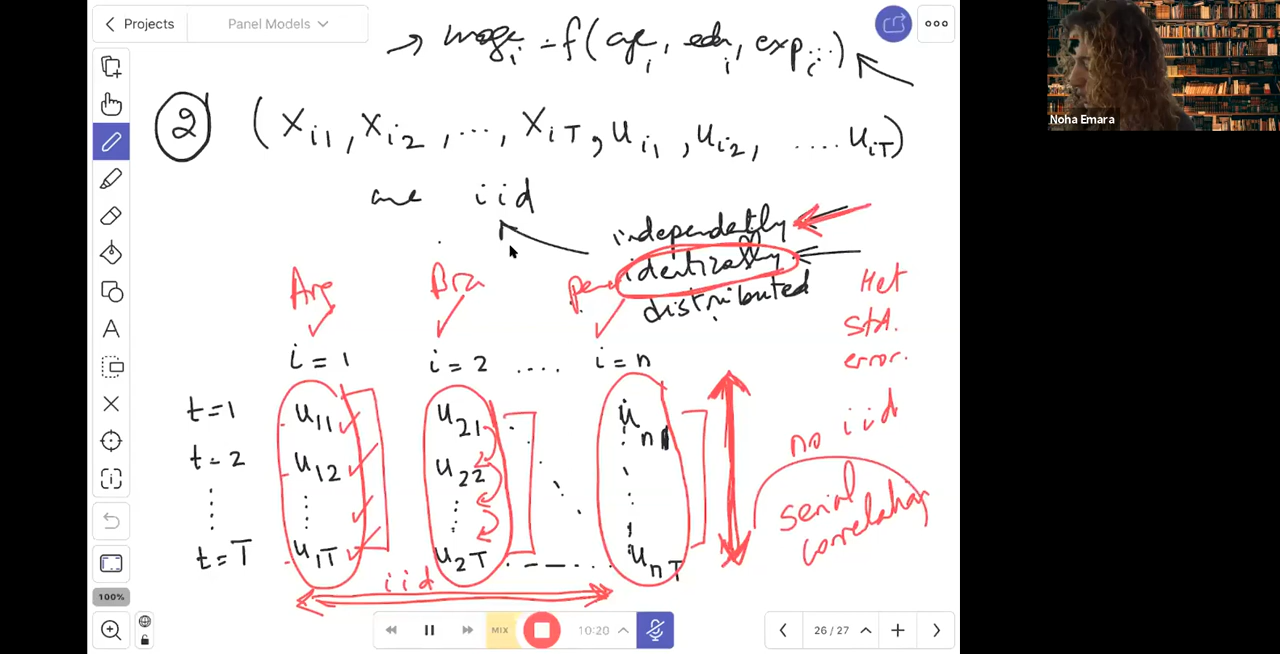 Projects
Panel Models
Noha Emara
→ wage_i = f(age_i, edu_i, exp_i...)
② (X_i1, X_i2, ..., X_iT, u_i1, u_i2, .... u_iT)
are iid
independently
identically
distributed
Arg Bra
Het
Std.
error.
i = 1 i = 2 .... i = n
t=1 u_11 u_21 u_n1
no iid
t=2 u_12 u_22
serial
correlation
t=T u_1T u_2T u_nT
iid
100%
MIX
10:20
26 / 27